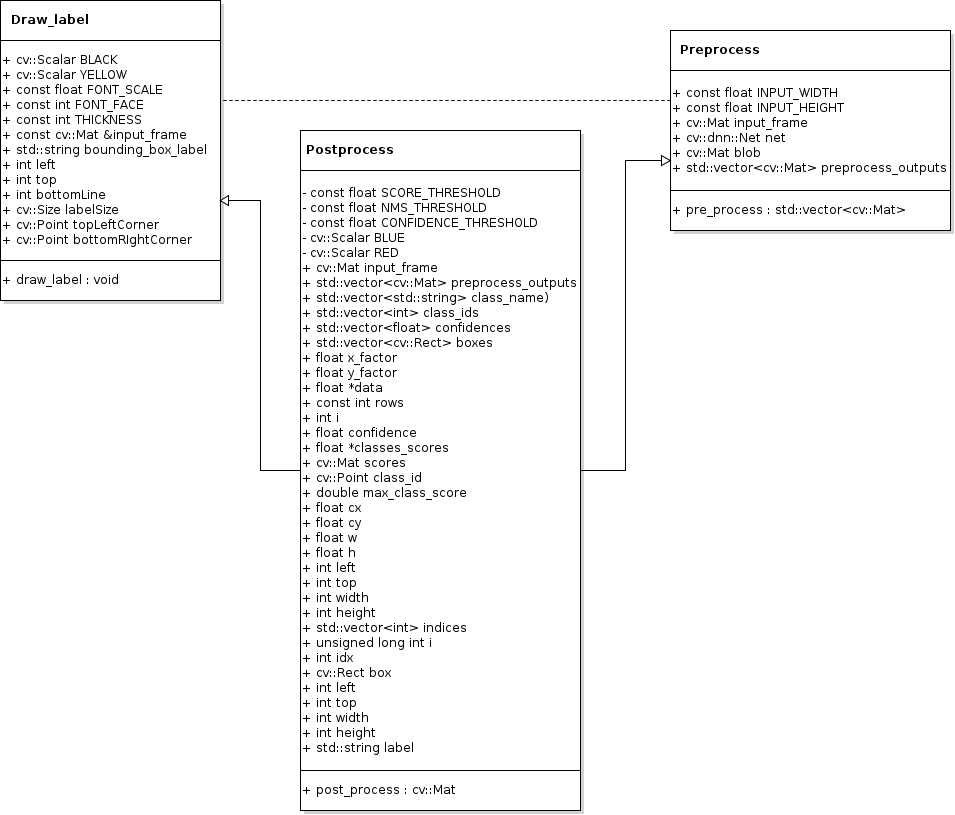 Draw_label
+ cv::Scalar BLACK
+ cv::Scalar YELLOW
+ const float FONT_SCALE
+ const int FONT_FACE
+ const int THICKNESS
+ const cv::Mat &input_frame
+ std::string bounding_box_label
+ int left
+ int top
+ int bottomLine
+ cv::Size labelSize
+ cv::Point topLeftCorner
+ cv::Point bottomRIghtCorner
+ draw_label : void
Preprocess
+ const float INPUT_WIDTH
+ const float INPUT_HEIGHT
+ cv::Mat input_frame
+ cv::dnn::Net net
+ cv::Mat blob
+ std::vector<cv::Mat> preprocess_outputs
+ pre_process : std::vector<cv::Mat>
Postprocess
- const float SCORE_THRESHOLD
- const float NMS_THRESHOLD
- const float CONFIDENCE_THRESHOLD
- cv::Scalar BLUE
- cv::Scalar RED
+ cv::Mat input_frame
+ std::vector<cv::Mat> preprocess_outputs
+ std::vector<std::string> class_name)
+ std::vector<int> class_ids
+ std::vector<float> confidences
+ std::vector<cv::Rect> boxes
+ float x_factor
+ float y_factor
+ float *data
+ const int rows
+ int i
+ float confidence
+ float *classes_scores
+ cv::Mat scores
+ cv::Point class_id
+ double max_class_score
+ float cx
+ float cy
+ float w
+ float h
+ int left
+ int top
+ int width
+ int height
+ std::vector<int> indices
+ unsigned long int i
+ int idx
+ cv::Rect box
+ int left
+ int top
+ int width
+ int height
+ std::string label
+ post_process : cv::Mat